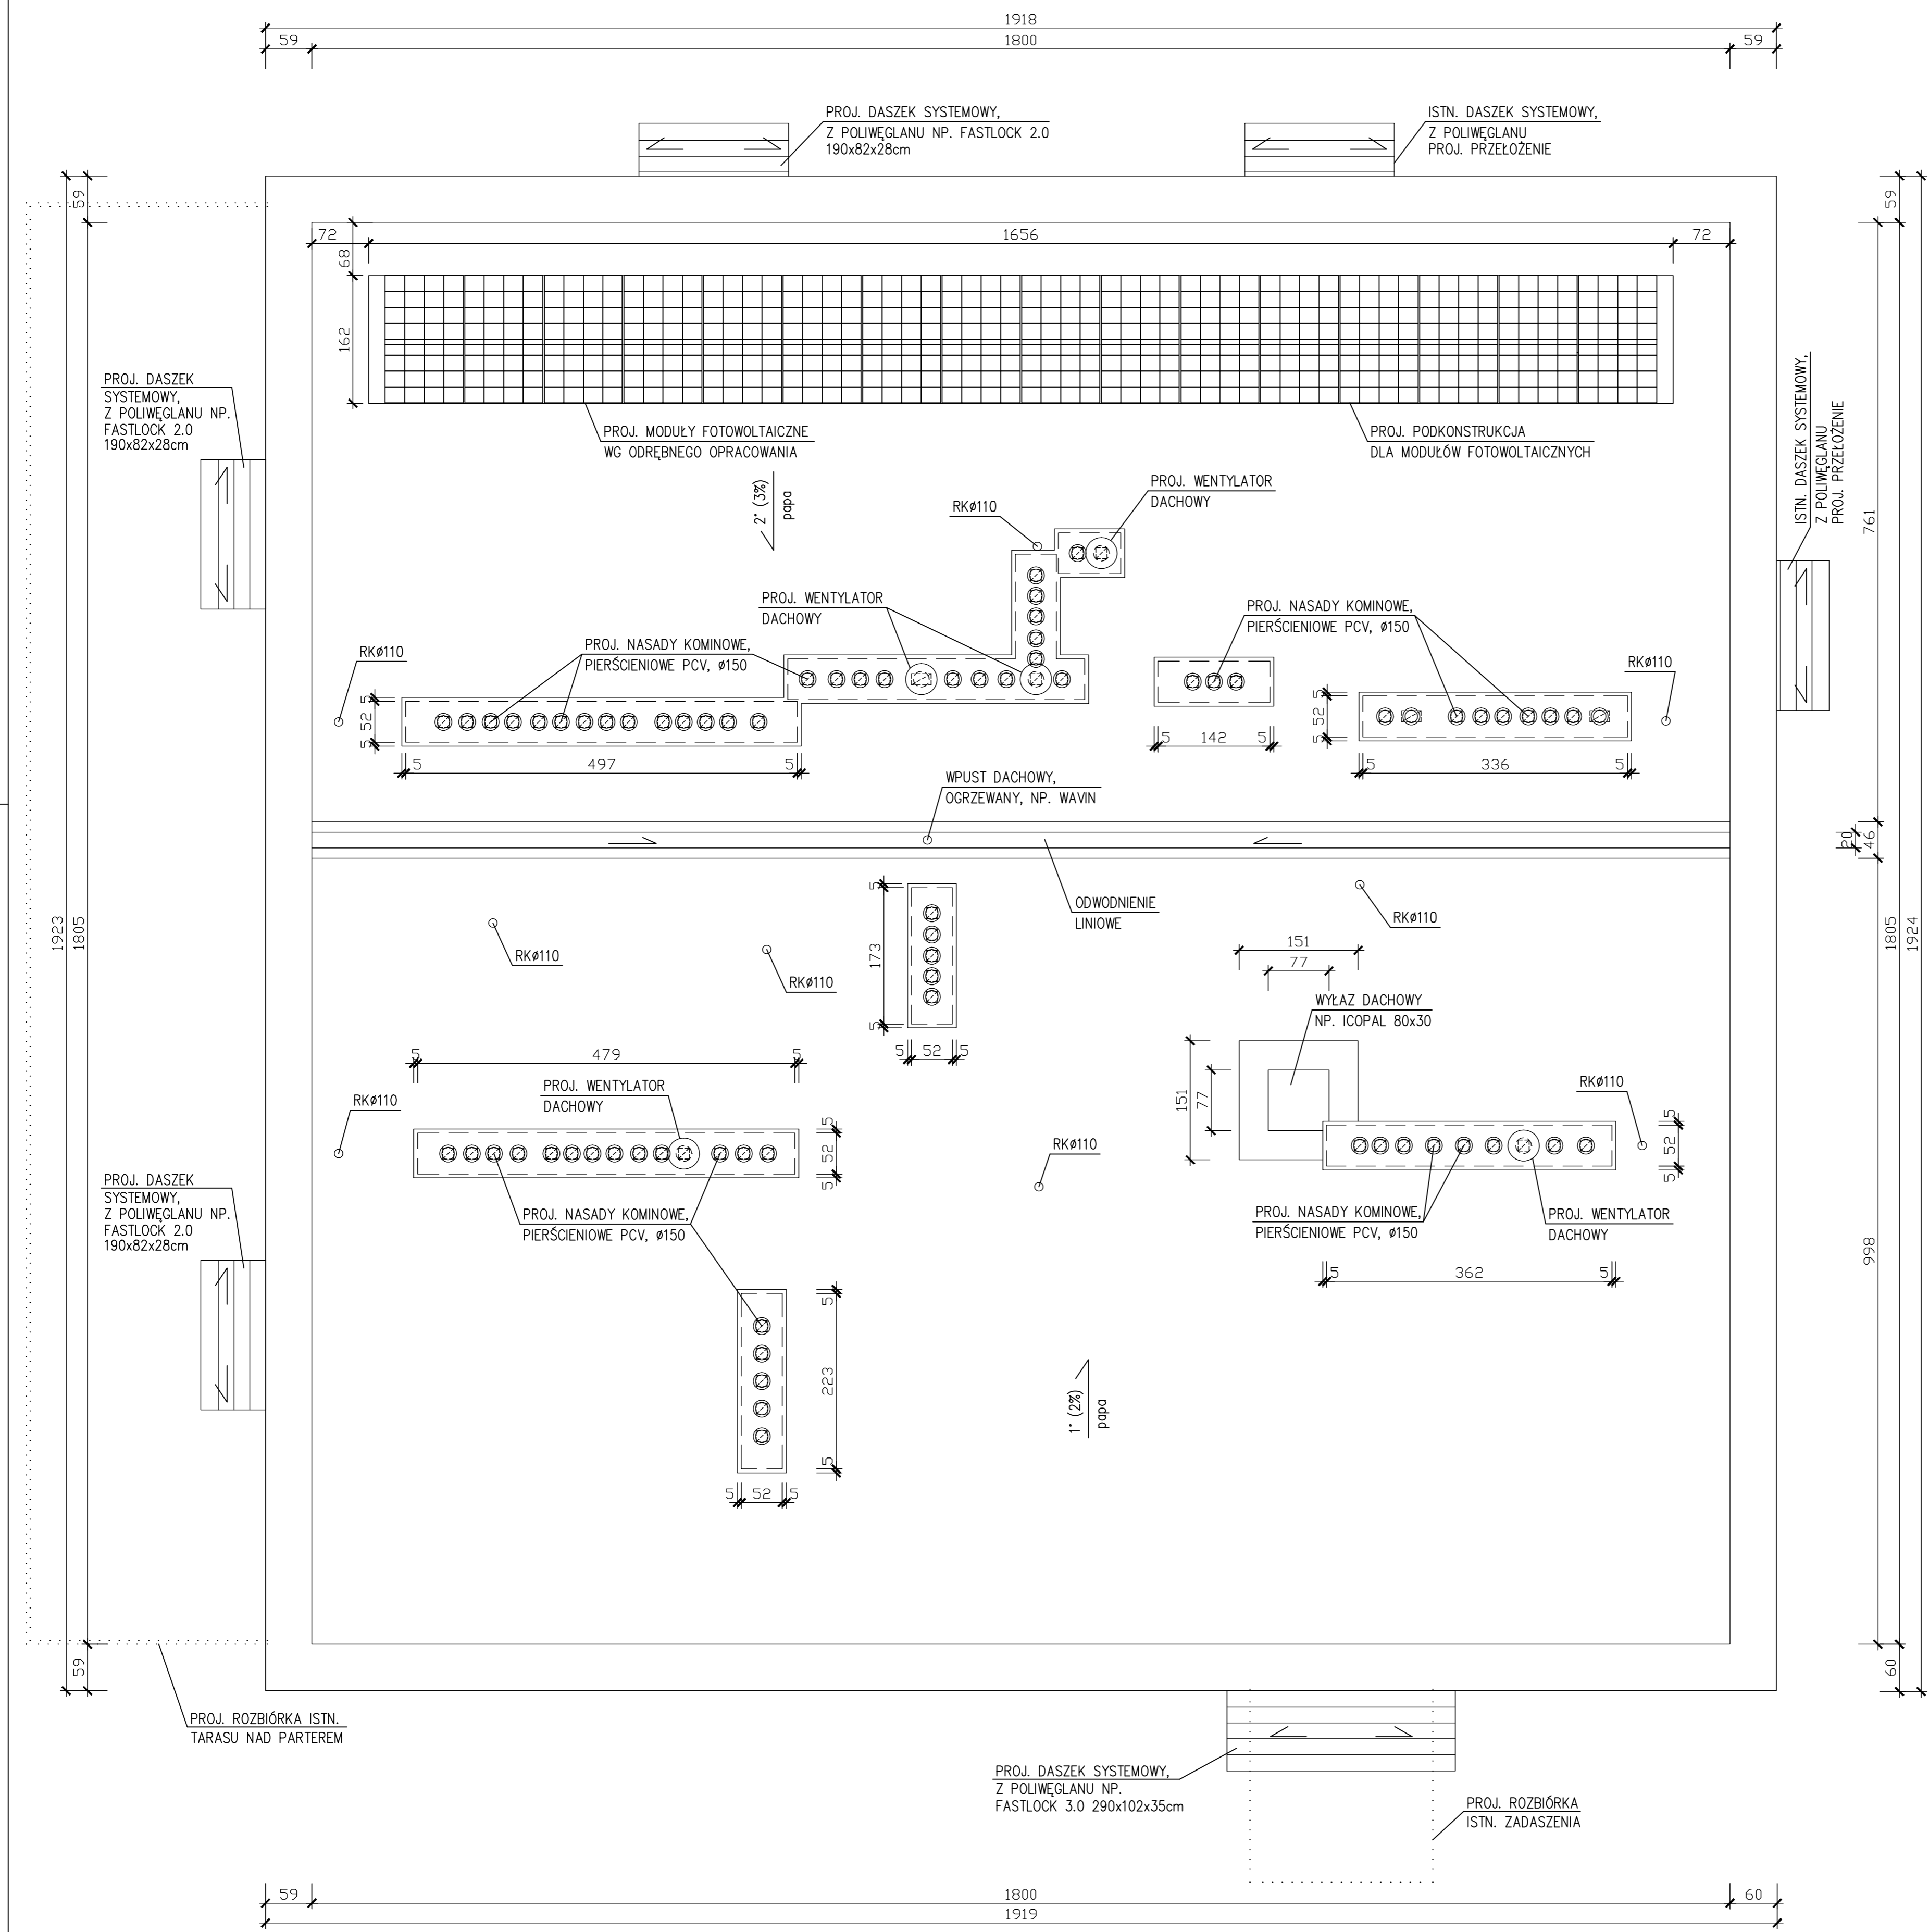 1918
59
1800
59
PROJ. DASZEK SYSTEMOWY,
Z POLIWĘGLANU NP. FASTLOCK 2.0
190x82x28cm
ISTN. DASZEK SYSTEMOWY,
Z POLIWĘGLANU
PROJ. PRZEŁOŻENIE
59
59
72
1656
72
68
162
PROJ. DASZEK
SYSTEMOWY,
Z POLIWĘGLANU NP.
FASTLOCK 2.0
190x82x28cm
PROJ. MODUŁY FOTOWOLTAICZNE
WG ODRĘBNEGO OPRACOWANIA
PROJ. PODKONSTRUKCJA
DLA MODUŁÓW FOTOWOLTAICZNYCH
ISTN. DASZEK SYSTEMOWY,
Z POLIWĘGLANU
PROJ. PRZEŁOŻENIE
761
2° (3%)
papa
RKø110
PROJ. WENTYLATOR
DACHOWY
PROJ. WENTYLATOR
DACHOWY
PROJ. NASADY KOMINOWE,
PIERŚCIENIOWE PCV, ø150
PROJ. NASADY KOMINOWE,
PIERŚCIENIOWE PCV, ø150
RKø110
RKø110
5
52
5
5
52
5
5
497
5
5
142
5
5
336
5
WPUST DACHOWY,
OGRZEWANY, NP. WAVIN
20
46
ODWODNIENIE
LINIOWE
RKø110
RKø110
RKø110
5
173
5
5
52
5
1923
1805
1805
1924
151
77
WYŁAZ DACHOWY
NP. ICOPAL 80x30
151
77
5
479
5
PROJ. WENTYLATOR
DACHOWY
RKø110
RKø110
RKø110
5
52
5
5
52
5
PROJ. DASZEK
SYSTEMOWY,
Z POLIWĘGLANU NP.
FASTLOCK 2.0
190x82x28cm
PROJ. NASADY KOMINOWE,
PIERŚCIENIOWE PCV, ø150
PROJ. NASADY KOMINOWE,
PIERŚCIENIOWE PCV, ø150
PROJ. WENTYLATOR
DACHOWY
5
362
5
998
5
223
5
5
52
5
1° (2%)
papa
59
60
PROJ. ROZBIÓRKA ISTN.
TARASU NAD PARTEREM
PROJ. DASZEK SYSTEMOWY,
Z POLIWĘGLANU NP.
FASTLOCK 3.0 290x102x35cm
PROJ. ROZBIÓRKA
ISTN. ZADASZENIA
59
1800
60
1919